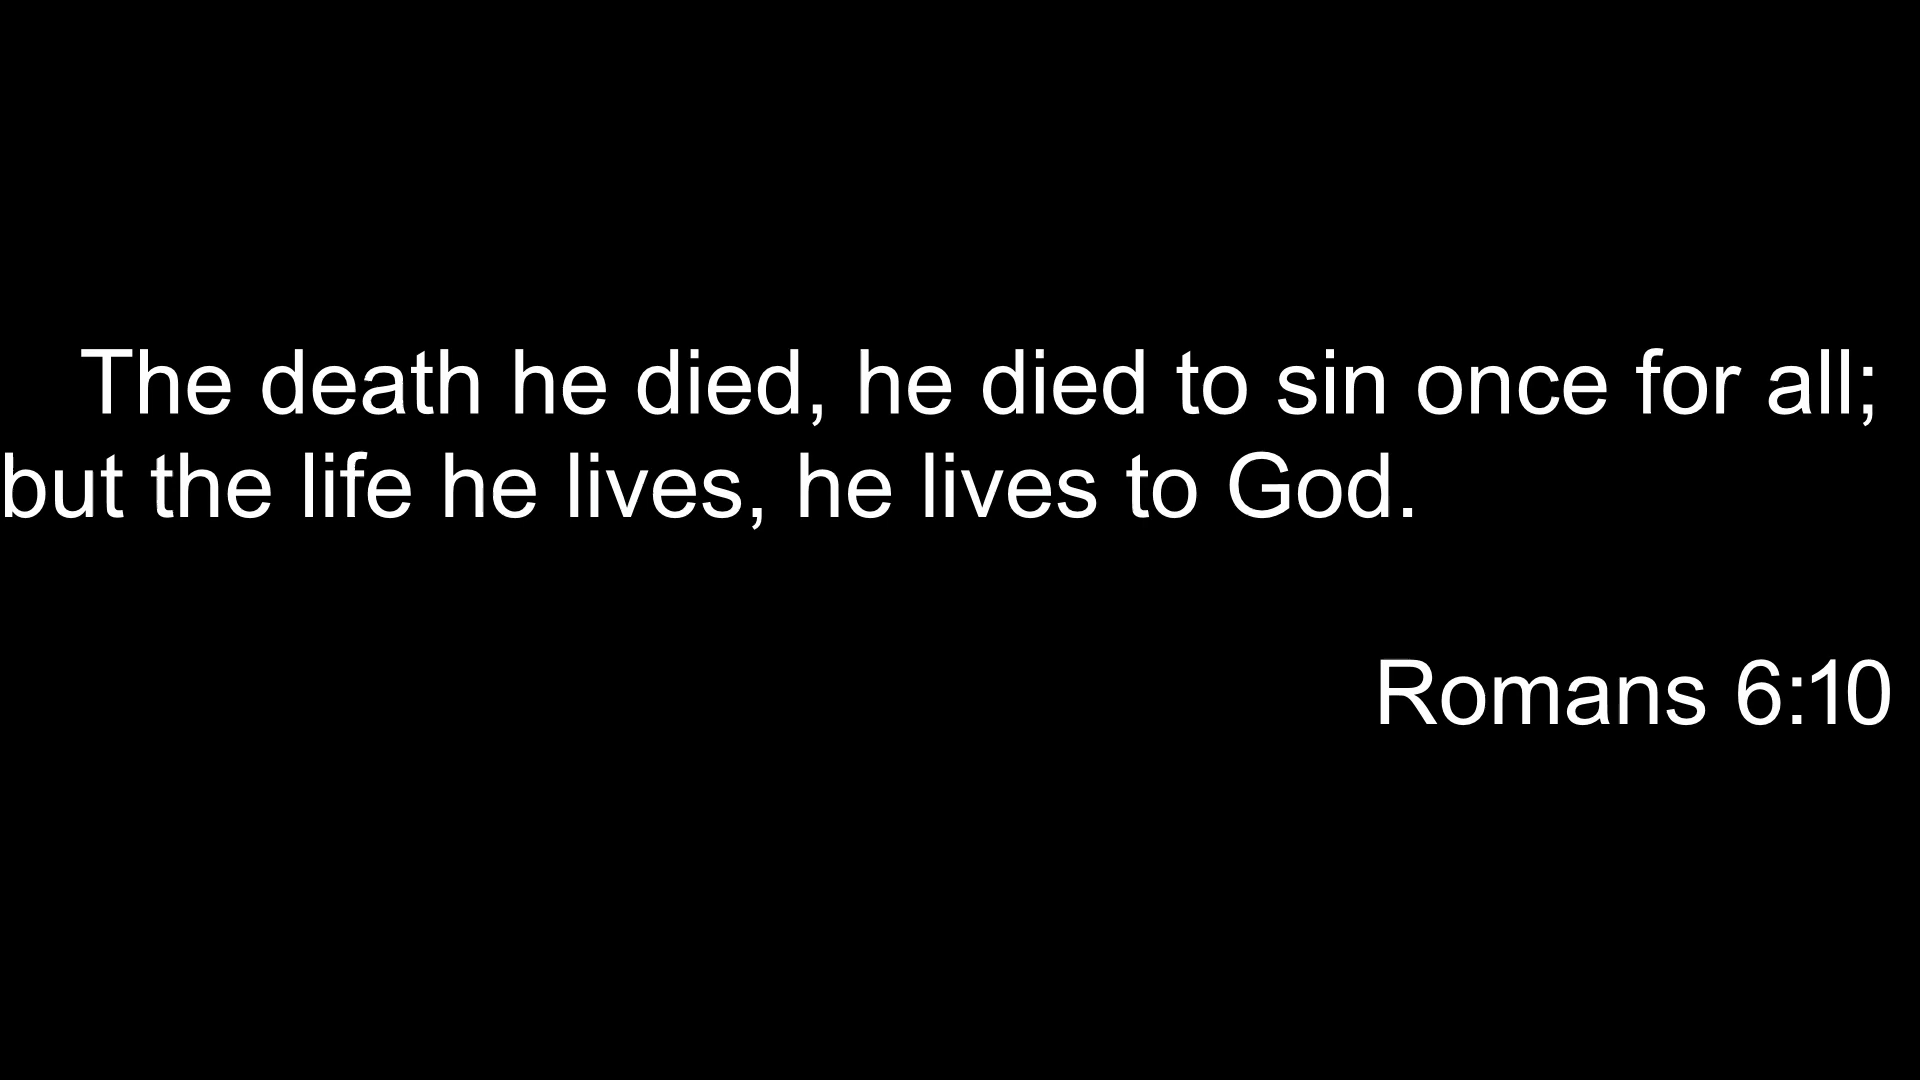 The death he died, he died to sin once for all;
but the life he lives, he lives to God.
Romans 6:10